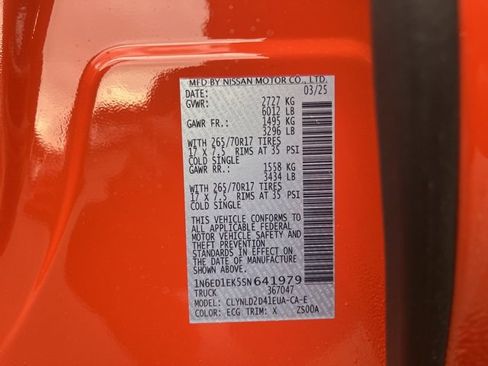 MFD BY NISSAN MOTOR CO., LTD.
DATE: 03/25
GVWR: 2727 KG
6012 LB
GAWR FR.: 1495 KG
3296 LB
WITH 265/70R17 TIRES
17 X 7.5 RIMS AT 35 PSI
COLD SINGLE
GAWR RR.: 1558 KG
3434 LB
WITH 265/70R17 TIRES
17 X 7.5 RIMS AT 35 PSI
COLD SINGLE
THIS VEHICLE CONFORMS TO
ALL APPLICABLE FEDERAL
MOTOR VEHICLE SAFETY AND
THEFT PREVENTION
STANDARDS IN EFFECT ON
THE DATE OF MANUFACTURE
SHOWN ABOVE.
1N6ED1EK5SN641979
TRUCK 367047
MODEL: CLYNLD2D41EUA-CA-E
COLOR: ECG TRIM: X ZS00A